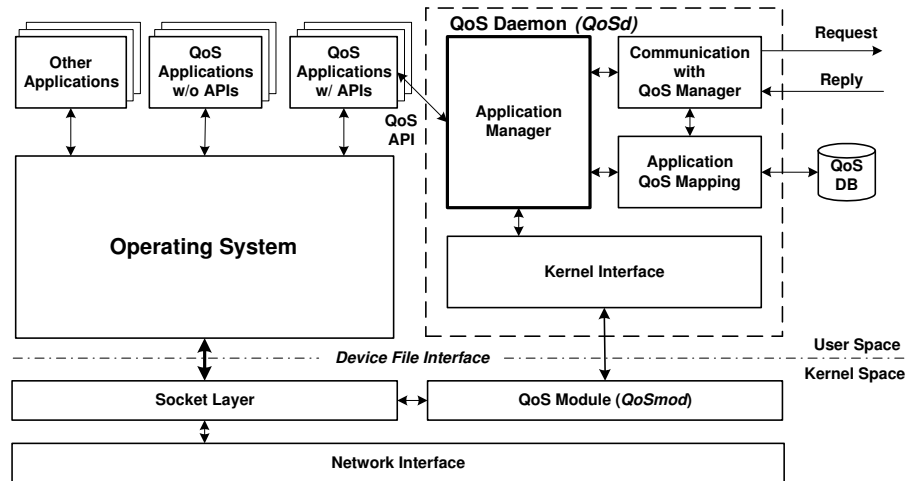 QoS Daemon (QoSd)
Other
Applications
QoS
Applications
w/o APIs
QoS
Applications
w/ APIs
QoS
API
Application
Manager
Communication
with
QoS Manager
Request
Reply
Application
QoS Mapping
QoS
DB
Operating System
Kernel Interface
Device File Interface
User Space
Kernel Space
Socket Layer
QoS Module (QoSmod)
Network Interface